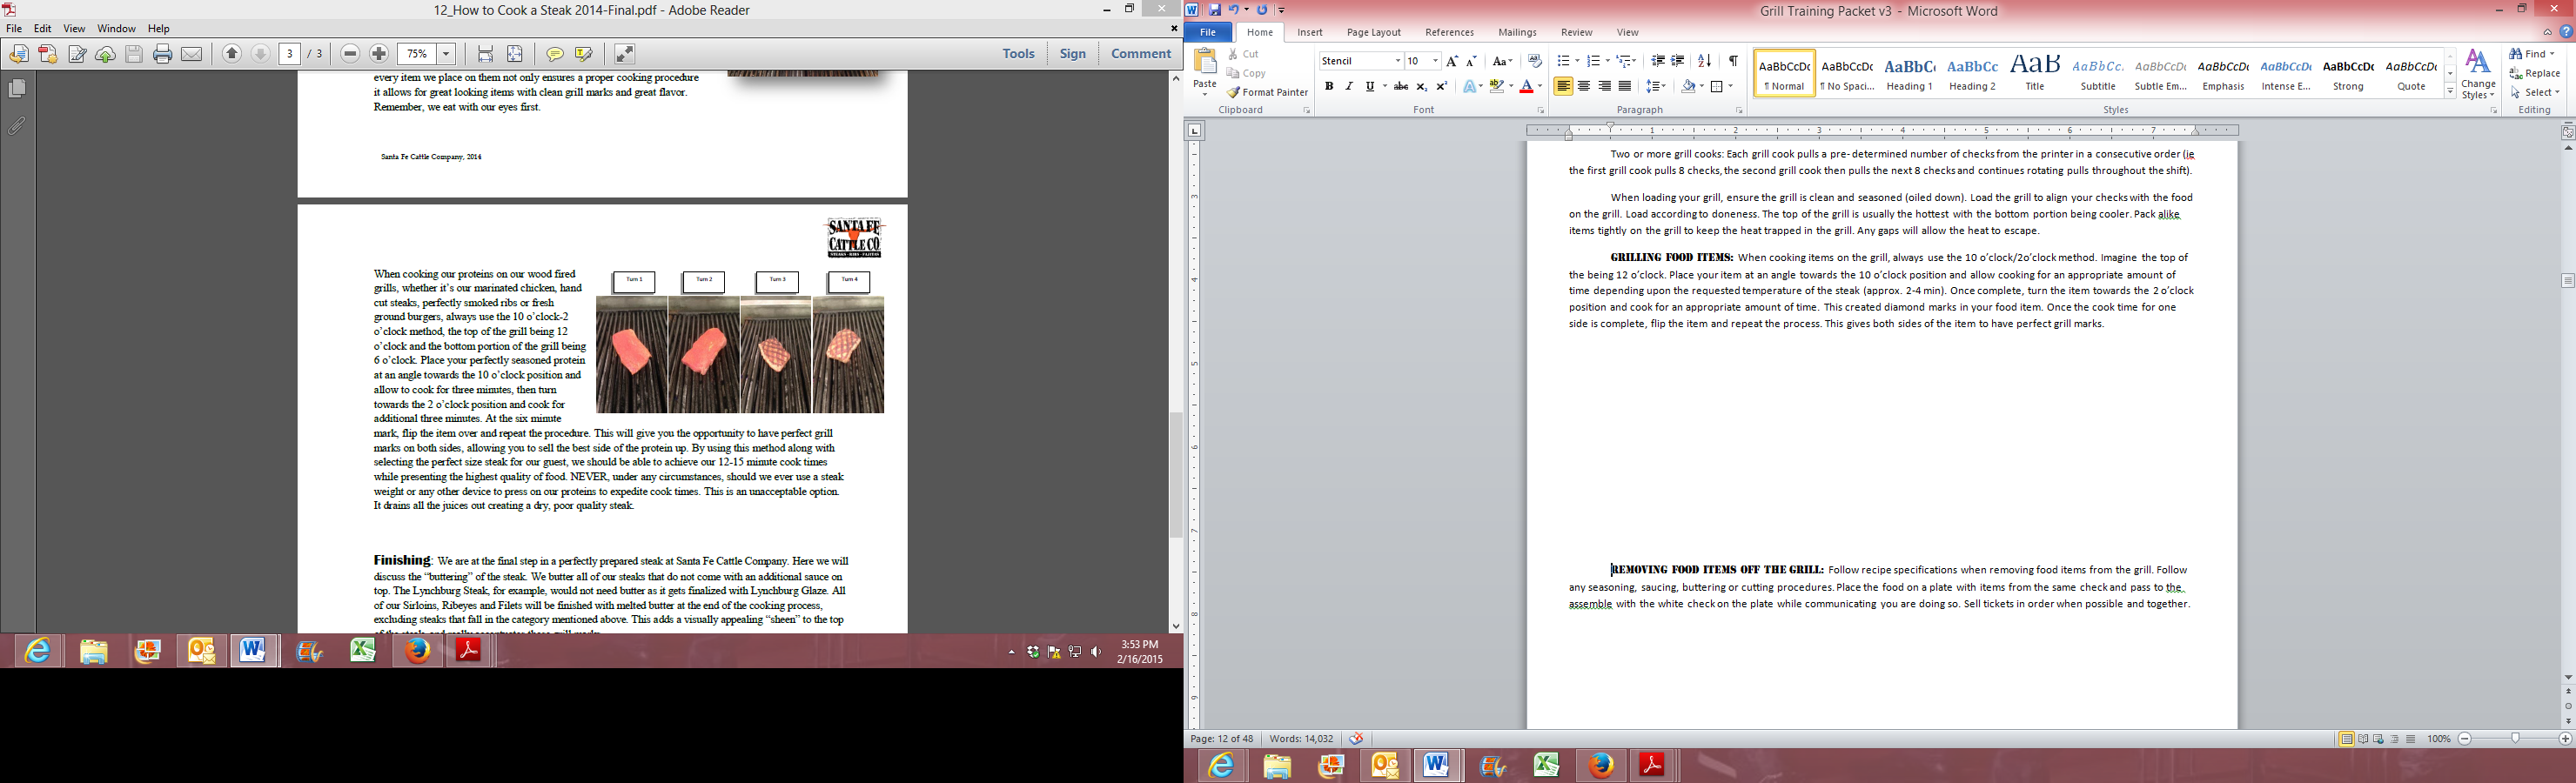 12_How to Cook a Steak 2014-Final.pdf - Adobe Reader
File Edit View Window Help
3 / 3 75% Tools Sign Comment
every item we place on them not only ensures a proper cooking procedure
it allows for great looking items with clean grill marks and great flavor.
Remember, we eat with our eyes first.
Santa Fe Cattle Company, 2014
SANTA FE
CATTLE CO.
STEAKS · RIBS · FAJITAS
When cooking our proteins on our wood fired
grills, whether it's our marinated chicken, hand
cut steaks, perfectly smoked ribs or fresh
ground burgers, always use the 10 o'clock-2
o'clock method, the top of the grill being 12
o'clock and the bottom portion of the grill being
6 o'clock. Place your perfectly seasoned protein
at an angle towards the 10 o'clock position and
allow to cook for three minutes, then turn
towards the 2 o'clock position and cook for
additional three minutes. At the six minute
mark, flip the item over and repeat the procedure. This will give you the opportunity to have perfect grill
marks on both sides, allowing you to sell the best side of the protein up. By using this method along with
selecting the perfect size steak for our guest, we should be able to achieve our 12-15 minute cook times
while presenting the highest quality of food. NEVER, under any circumstances, should we ever use a steak
weight or any other device to press on our proteins to expedite cook times. This is an unacceptable option.
It drains all the juices out creating a dry, poor quality steak.
Turn 1 Turn 2 Turn 3 Turn 4
Finishing: We are at the final step in a perfectly prepared steak at Santa Fe Cattle Company. Here we will
discuss the "buttering" of the steak. We butter all of our steaks that do not come with an additional sauce on
top. The Lynchburg Steak, for example, would not need butter as it gets finalized with Lynchburg Glaze. All
of our Sirloins, Ribeyes and Filets will be finished with melted butter at the end of the cooking process,
excluding steaks that fall in the category mentioned above. This adds a visually appealing "sheen" to the top
3:53 PM
2/16/2015
Grill Training Packet v3 - Microsoft Word
File Home Insert Page Layout References Mailings Review View
Paste Cut Copy Format Painter
Clipboard
Stencil 10
Font
Paragraph
AaBbCcDc AaBbCcDc AaBbC AaBbCc AaB AaBbCc. AaBbCcDc AaBbCcDc AaBbCcDc AaBbCcDc AaBbCcDc
¶ Normal ¶ No Spaci... Heading 1 Heading 2 Title Subtitle Subtle Em... Emphasis Intense E... Strong Quote
Styles
Change Styles
Find
Replace
Select
Editing
1 2 3 4 5 6 7
3 4 5 6 7 8 9
Two or more grill cooks: Each grill cook pulls a pre- determined number of checks from the printer in a consecutive order (ie
the first grill cook pulls 8 checks, the second grill cook then pulls the next 8 checks and continues rotating pulls throughout the shift).
When loading your grill, ensure the grill is clean and seasoned (oiled down). Load the grill to align your checks with the food
on the grill. Load according to doneness. The top of the grill is usually the hottest with the bottom portion being cooler. Pack alike
items tightly on the grill to keep the heat trapped in the grill. Any gaps will allow the heat to escape.
GRILLING FOOD ITEMS: When cooking items on the grill, always use the 10 o'clock/2o'clock method. Imagine the top of
the being 12 o'clock. Place your item at an angle towards the 10 o'clock position and allow cooking for an appropriate amount of
time depending upon the requested temperature of the steak (approx. 2-4 min). Once complete, turn the item towards the 2 o'clock
position and cook for an appropriate amount of time. This created diamond marks in your food item. Once the cook time for one
side is complete, flip the item and repeat the process. This gives both sides of the item to have perfect grill marks.
REMOVING FOOD ITEMS OFF THE GRILL: Follow recipe specifications when removing food items from the grill. Follow
any seasoning, saucing, buttering or cutting procedures. Place the food on a plate with items from the same check and pass to the
assemble with the white check on the plate while communicating you are doing so. Sell tickets in order when possible and together.
Page: 12 of 48 Words: 14,032 100%